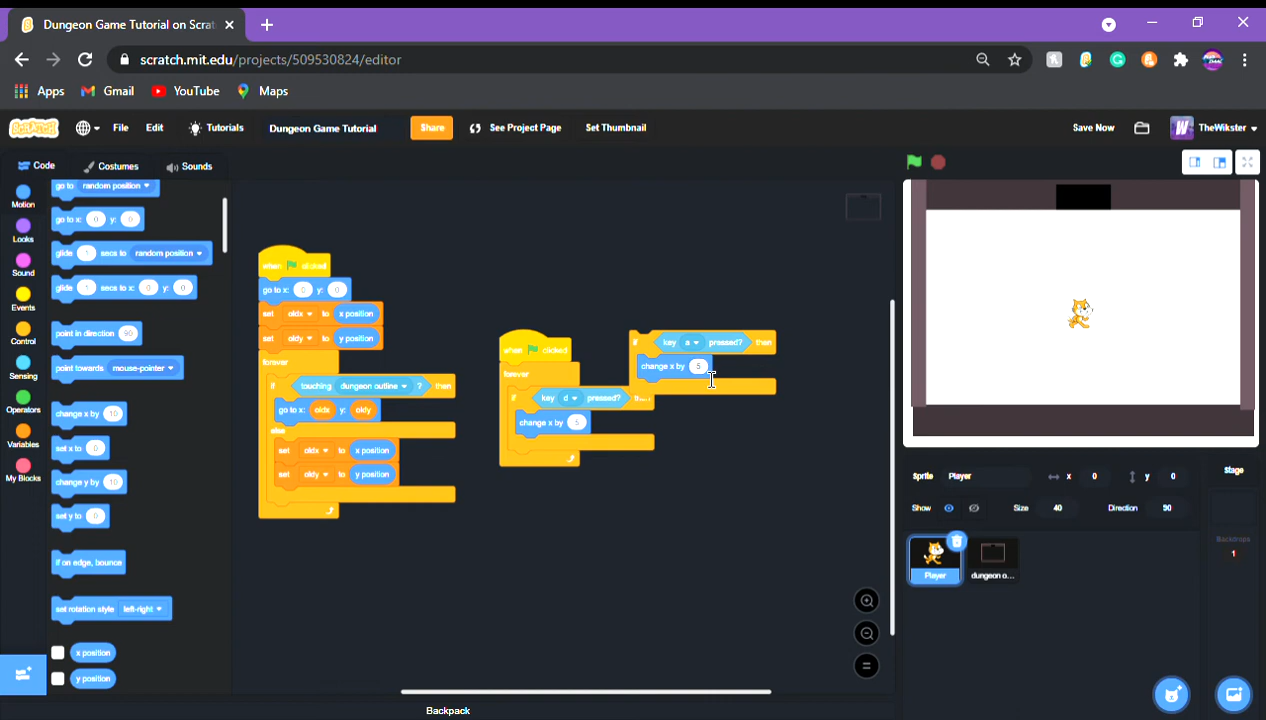 Dungeon Game Tutorial on Scrat
scratch.mit.edu/projects/509530824/editor
Apps Gmail YouTube Maps
SCRATCH File Edit Tutorials Dungeon Game Tutorial Share See Project Page Set Thumbnail Save Now TheWikster
Code Costumes Sounds
Motion
Looks
Sound
Events
Control
Sensing
Operators
Variables
My Blocks
go to random position
go to x: 0 y: 0
glide 1 secs to random position
glide 1 secs to x: 0 y: 0
point in direction 90
point towards mouse-pointer
change x by 10
set x to 0
change y by 10
set y to 0
if on edge, bounce
set rotation style left-right
x position
y position
when clicked
go to x: 0 y: 0
set oldx to x position
set oldy to y position
forever
if touching dungeon outline ? then
go to x: oldx y: oldy
else
set oldx to x position
set oldy to y position
when clicked
forever
if key d pressed? then
change x by 5
if key a pressed? then
change x by 5
Sprite Player x 0 y 0
Show Size 40 Direction 90
Player
dungeon o...
Stage
Backdrops
1
Backpack